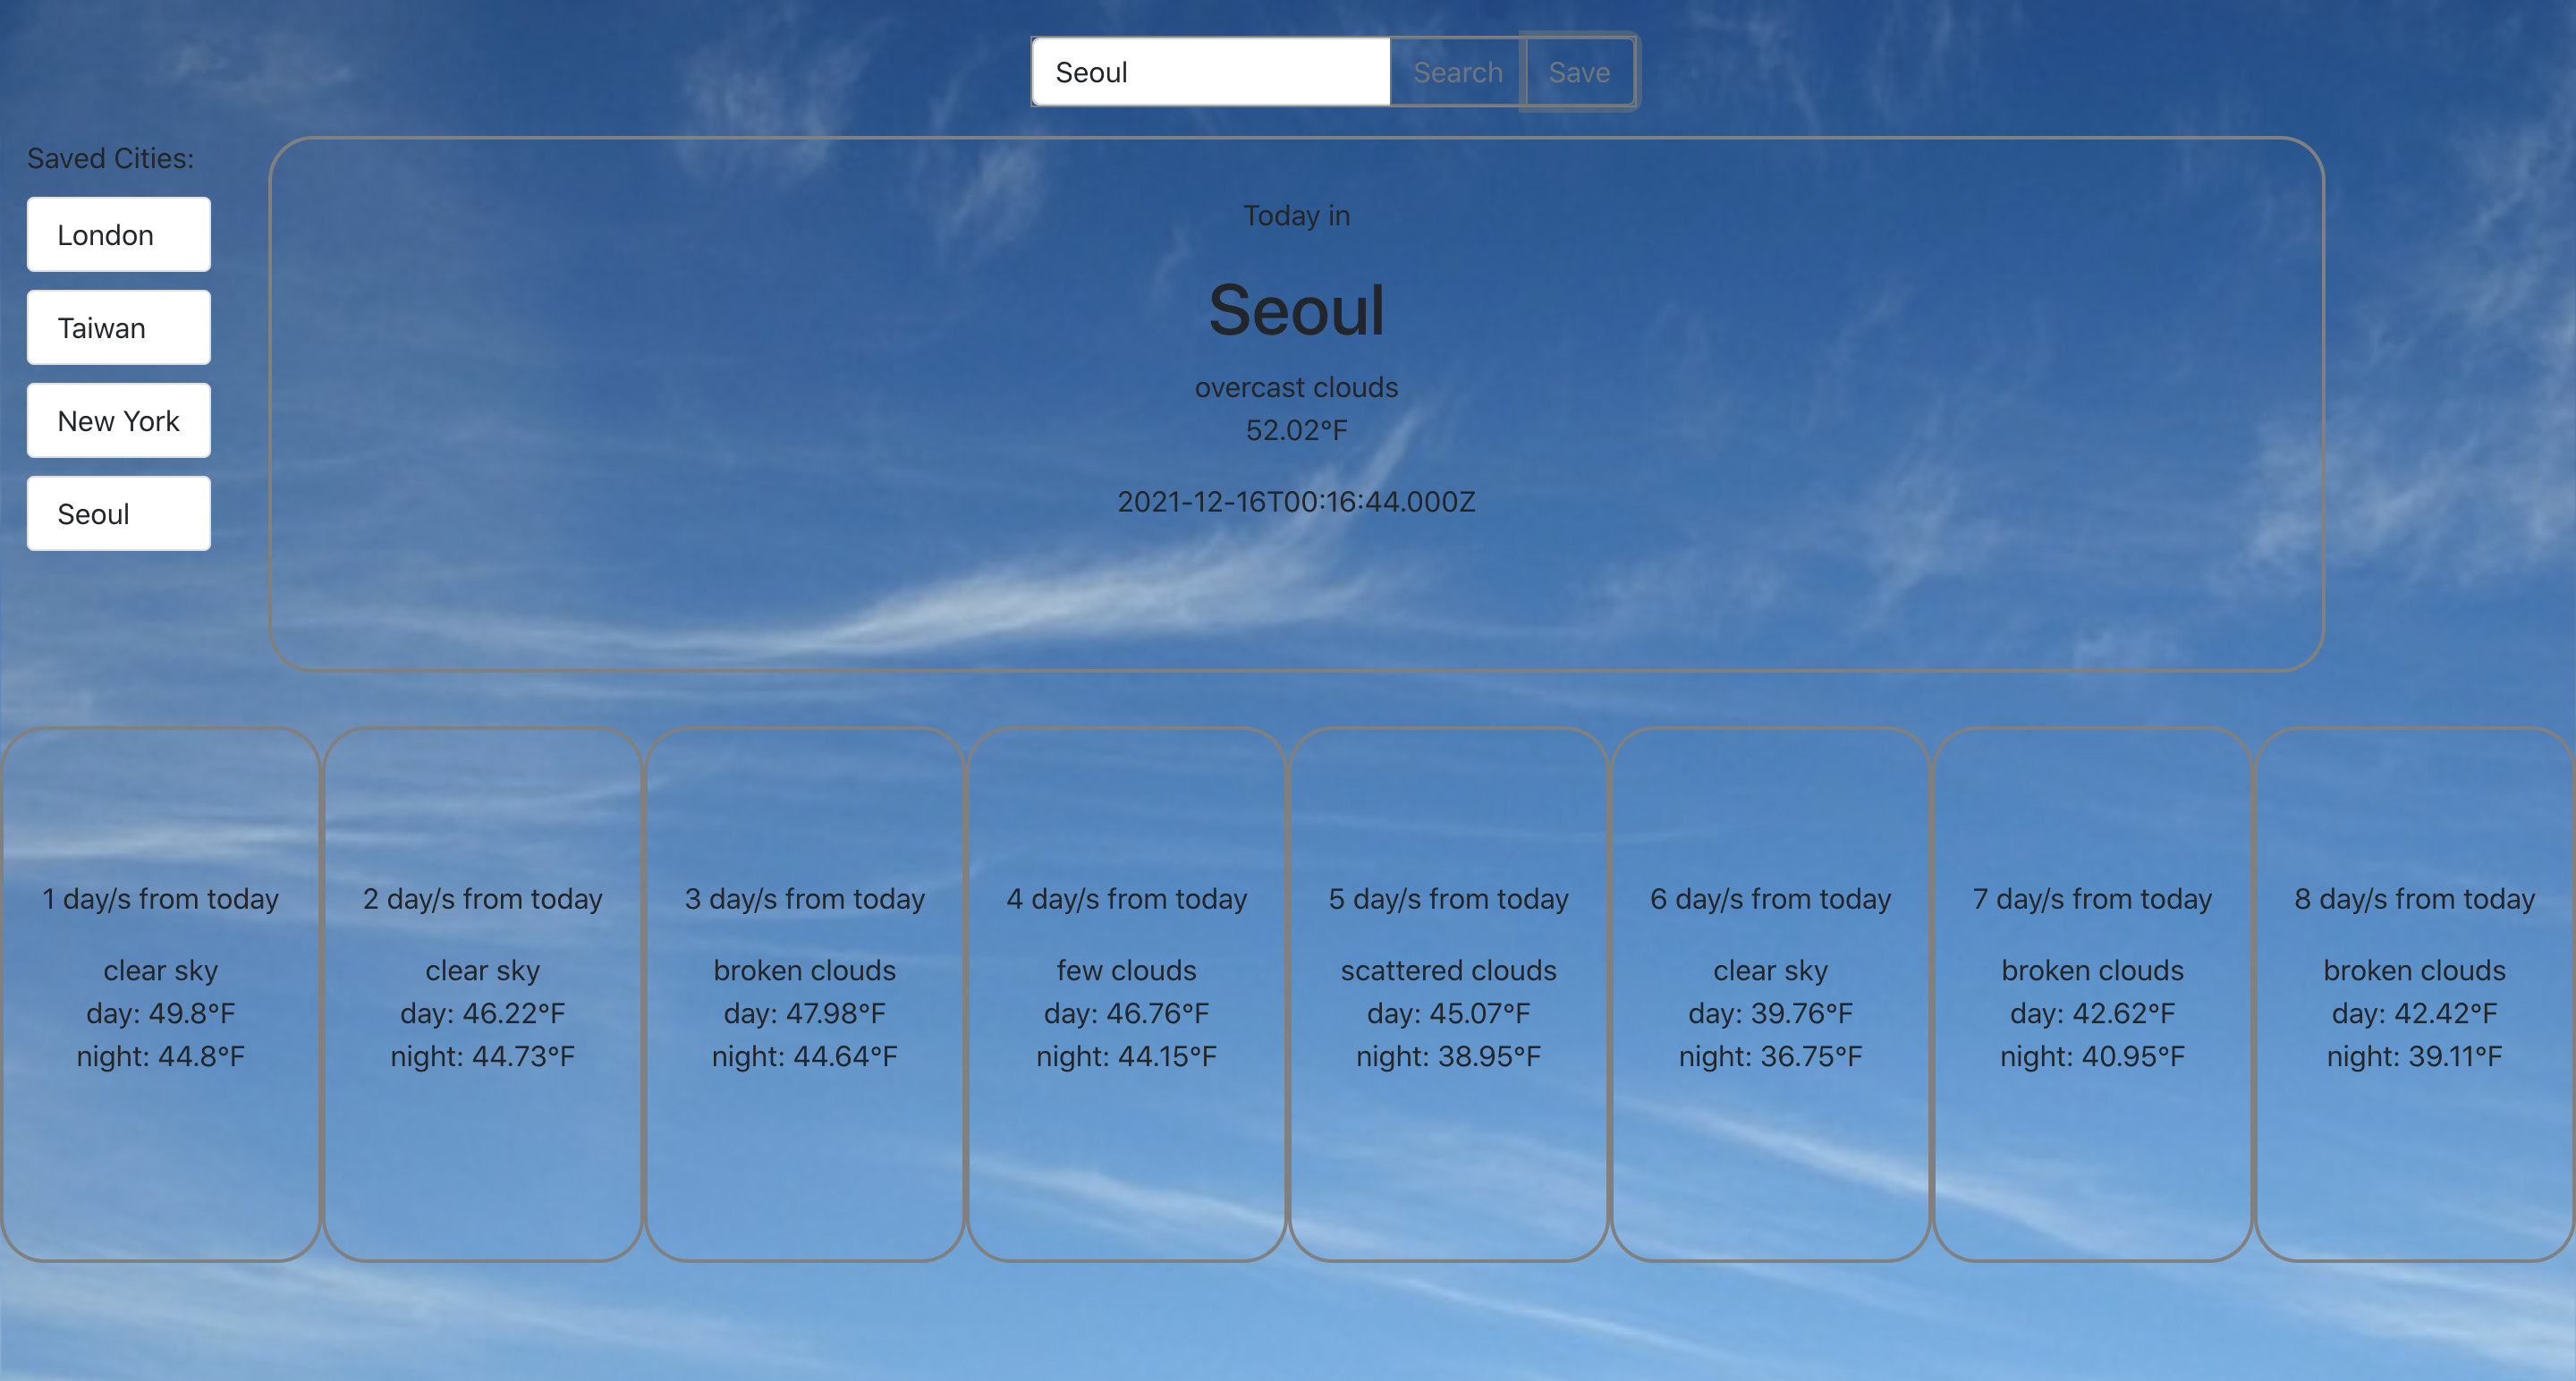 Seoul
Search
Save
Saved Cities:
London
Taiwan
New York
Seoul
Today in
Seoul
overcast clouds
52.02°F
2021-12-16T00:16:44.000Z
1 day/s from today
clear sky
day: 49.8°F
night: 44.8°F
2 day/s from today
clear sky
day: 46.22°F
night: 44.73°F
3 day/s from today
broken clouds
day: 47.98°F
night: 44.64°F
4 day/s from today
few clouds
day: 46.76°F
night: 44.15°F
5 day/s from today
scattered clouds
day: 45.07°F
night: 38.95°F
6 day/s from today
clear sky
day: 39.76°F
night: 36.75°F
7 day/s from today
broken clouds
day: 42.62°F
night: 40.95°F
8 day/s from today
broken clouds
day: 42.42°F
night: 39.11°F